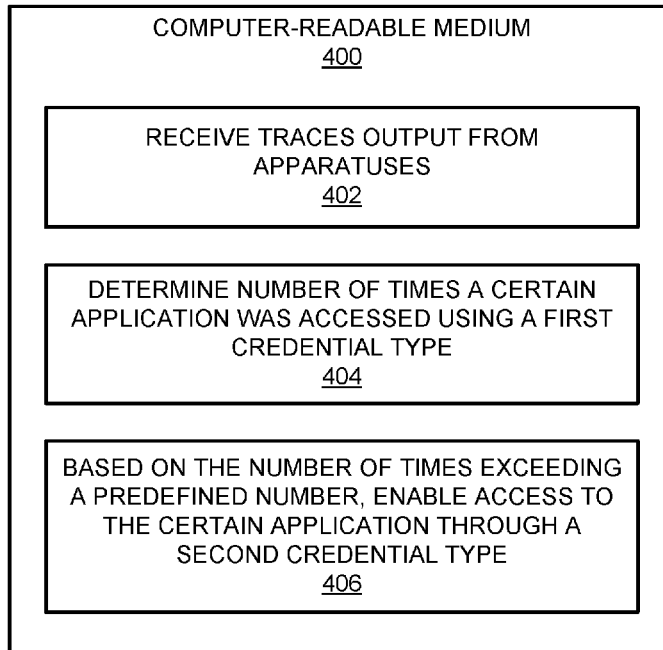 COMPUTER-READABLE MEDIUM
400
RECEIVE TRACES OUTPUT FROM
APPARATUSES
402
DETERMINE NUMBER OF TIMES A CERTAIN
APPLICATION WAS ACCESSED USING A FIRST
CREDENTIAL TYPE
404
BASED ON THE NUMBER OF TIMES EXCEEDING
A PREDEFINED NUMBER, ENABLE ACCESS TO
THE CERTAIN APPLICATION THROUGH A
SECOND CREDENTIAL TYPE
406